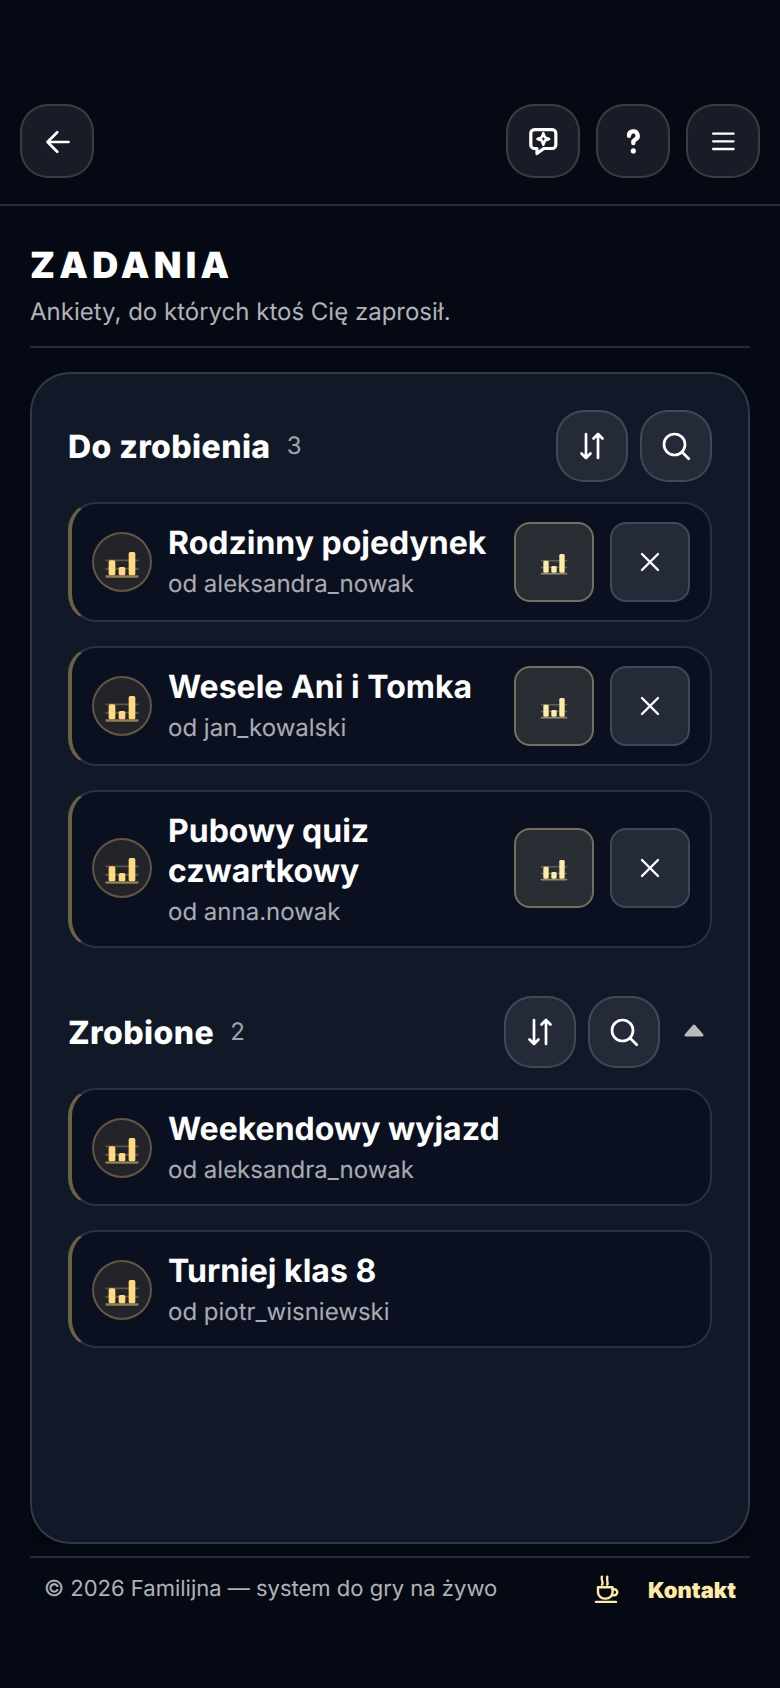 ZADANIA
Ankiety, do których ktoś Cię zaprosił.
Do zrobienia 3
Rodzinny pojedynek
od aleksandra_nowak
Wesele Ani i Tomka
od jan_kowalski
Pubowy quiz
czwartkowy
od anna.nowak
Zrobione 2
Weekendowy wyjazd
od aleksandra_nowak
Turniej klas 8
od piotr_wisniewski
© 2026 Familijna — system do gry na żywo
Kontakt